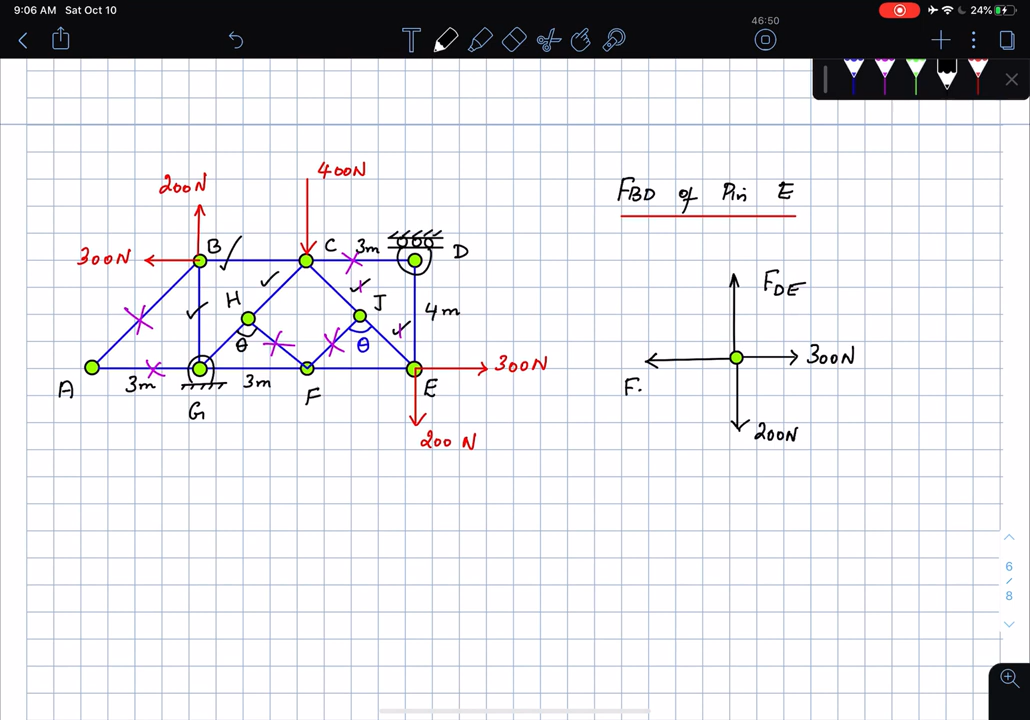 9:06 AM Sat Oct 10
24%
46:50
T
FBD of Pin E
400N
200N
300N
B
C
3m
D
H
J
4m
θ
θ
A
3m
G
3m
F
E
300N
200 N
FDE
300N
F.
200N
6
/
8